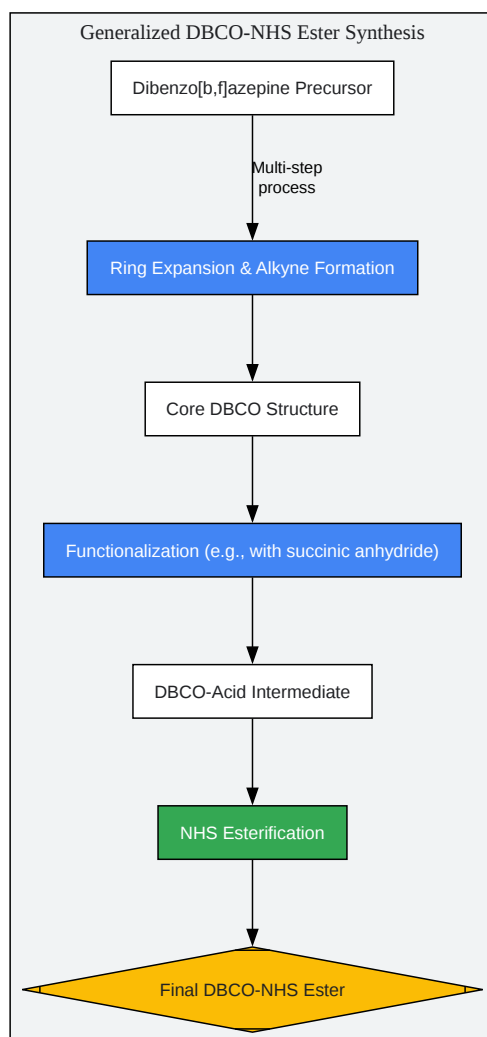 Generalized DBCO-NHS Ester Synthesis
Dibenzo[b,f]azepine Precursor
Multi-step
process
Ring Expansion & Alkyne Formation
Core DBCO Structure
Functionalization (e.g., with succinic anhydride)
DBCO-Acid Intermediate
NHS Esterification
Final DBCO-NHS Ester